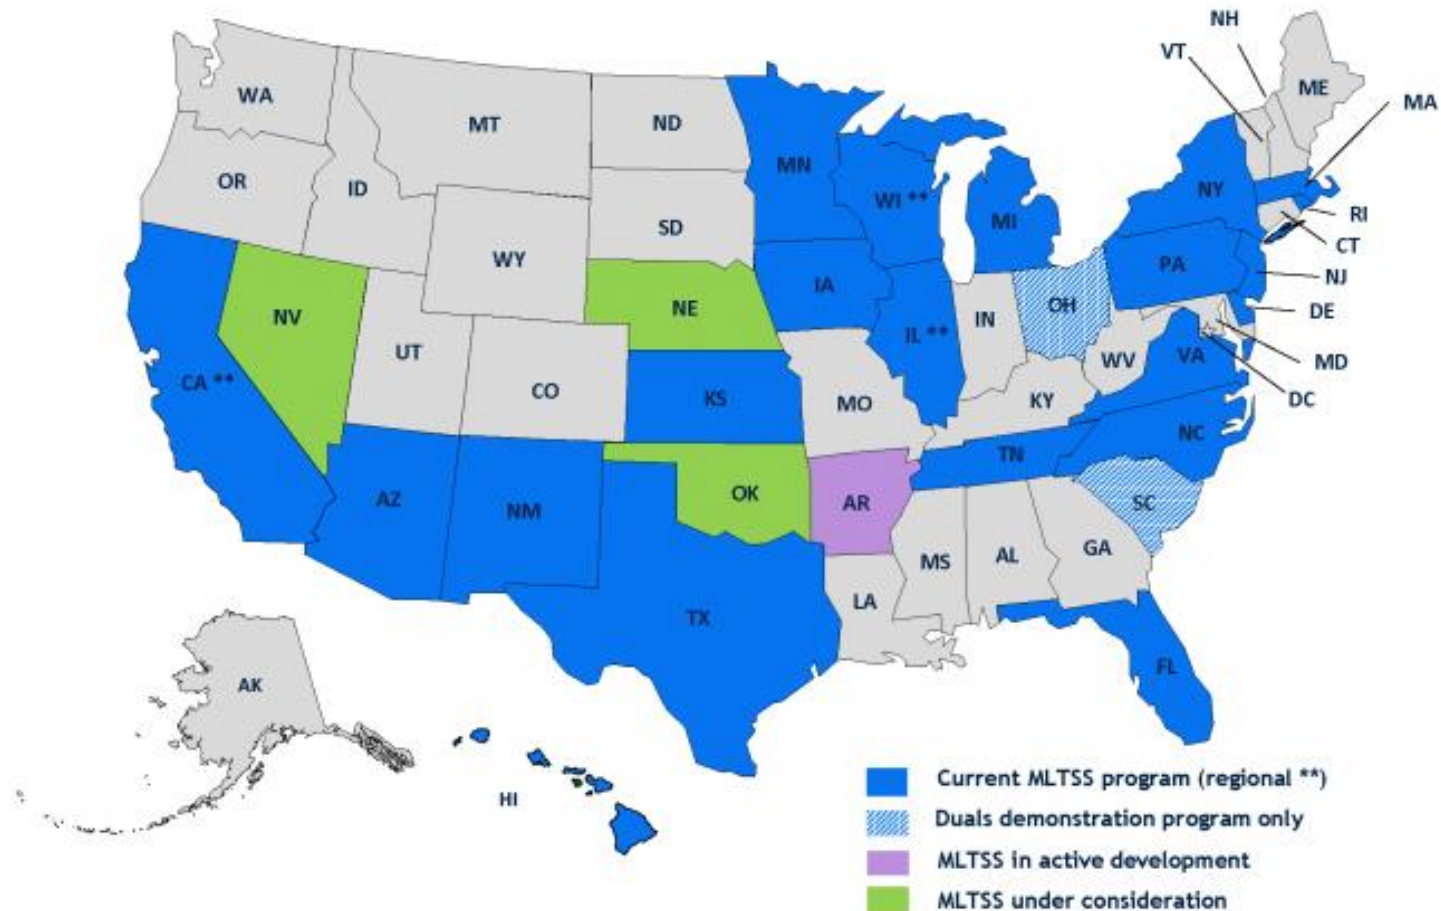 NH
VT
ME
MA
WA
MT
ND
MN
OR
ID
SD
WI **
MI
NY
RI
CT
WY
PA
NJ
IA
NE
OH
DE
NV
IN
IL **
UT
WV
VA
MD
CA **
CO
KS
MO
KY
DC
NC
TN
AZ
NM
OK
AR
SC
MS
AL
GA
LA
TX
FL
AK
HI
Current MLTSS program (regional **)
Duals demonstration program only
MLTSS in active development
MLTSS under consideration